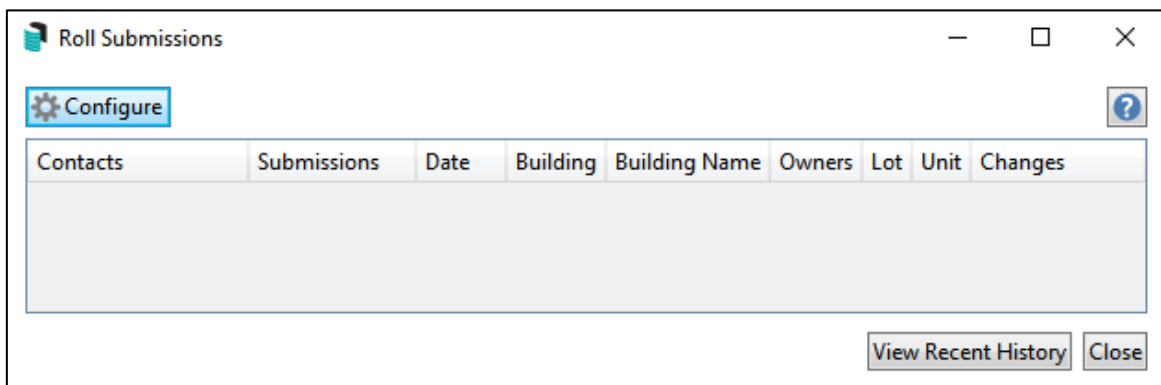 Roll Submissions
Configure
?
Contacts Submissions Date Building Building Name Owners Lot Unit Changes
View Recent History Close